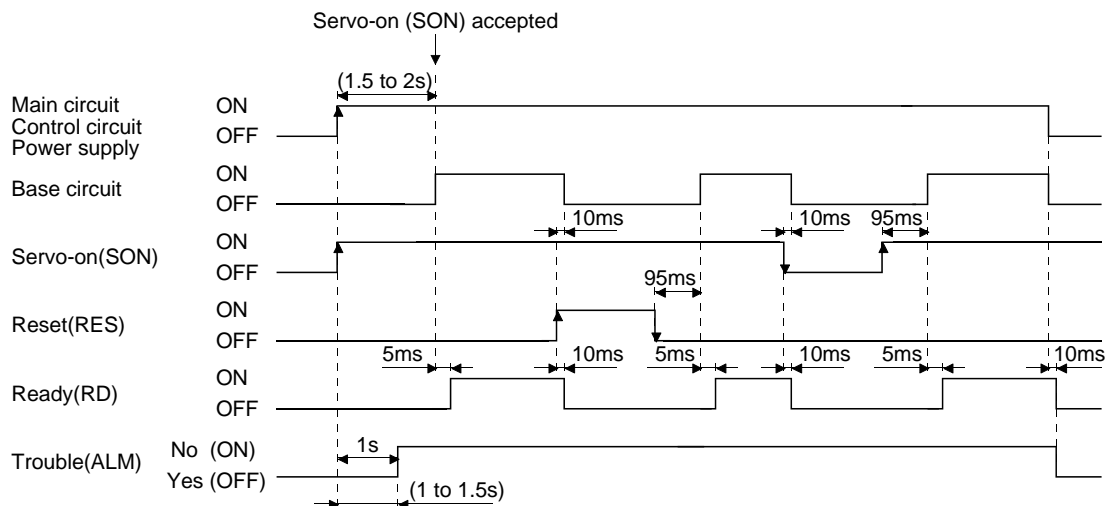 Servo-on (SON) accepted
(1.5 to 2s)
Main circuit
Control circuit
Power supply
ON
OFF
Base circuit
ON
OFF
10ms
10ms
95ms
Servo-on(SON)
ON
OFF
95ms
Reset(RES)
ON
OFF
5ms
10ms
5ms
10ms
5ms
10ms
Ready(RD)
ON
OFF
Trouble(ALM)
No (ON)
Yes (OFF)
1s
(1 to 1.5s)